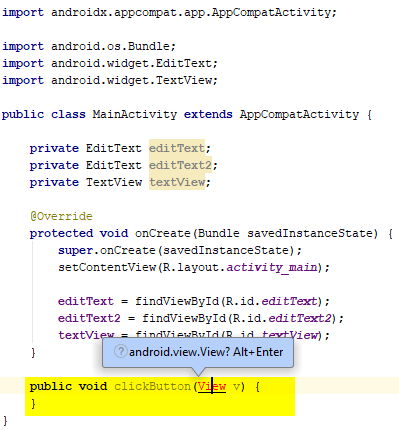 import androidx.appcompat.app.AppCompatActivity;
import android.os.Bundle;
import android.widget.EditText;
import android.widget.TextView;
public class MainActivity extends AppCompatActivity {
private EditText editText;
private EditText editText2;
private TextView textView;
@Override
protected void onCreate(Bundle savedInstanceState) {
super.onCreate(savedInstanceState);
setContentView(R.layout.activity_main);
editText = findViewById(R.id.editText);
editText2 = findViewById(R.id.editText2);
textView = findViewById(R.id.textView);
}
android.view.View? Alt+Enter
public void clickButton(View v) {
}
}